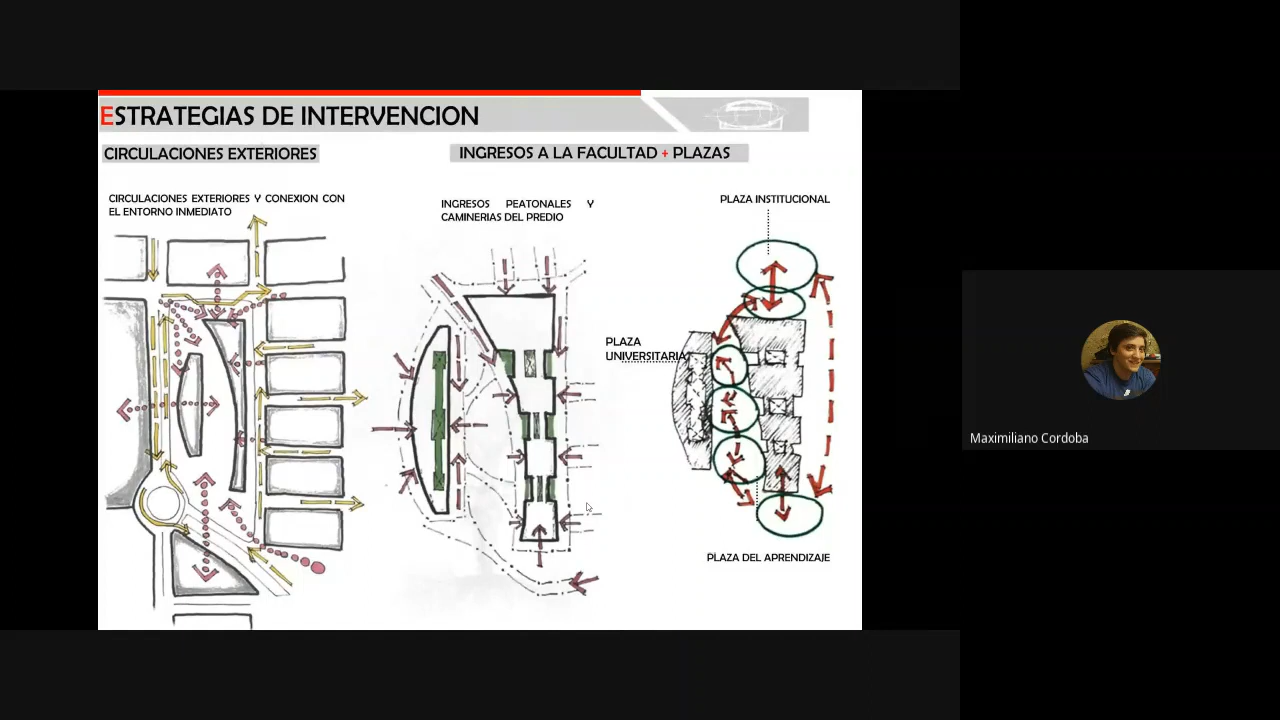 ESTRATEGIAS DE INTERVENCION
CIRCULACIONES EXTERIORES
INGRESOS A LA FACULTAD + PLAZAS
CIRCULACIONES EXTERIORES Y CONEXION CON
EL ENTORNO INMEDIATO
INGRESOS PEATONALES Y
CAMINERIAS DEL PREDIO
PLAZA INSTITUCIONAL
PLAZA
UNIVERSITARIA
PLAZA DEL APRENDIZAJE
Maximiliano Cordoba